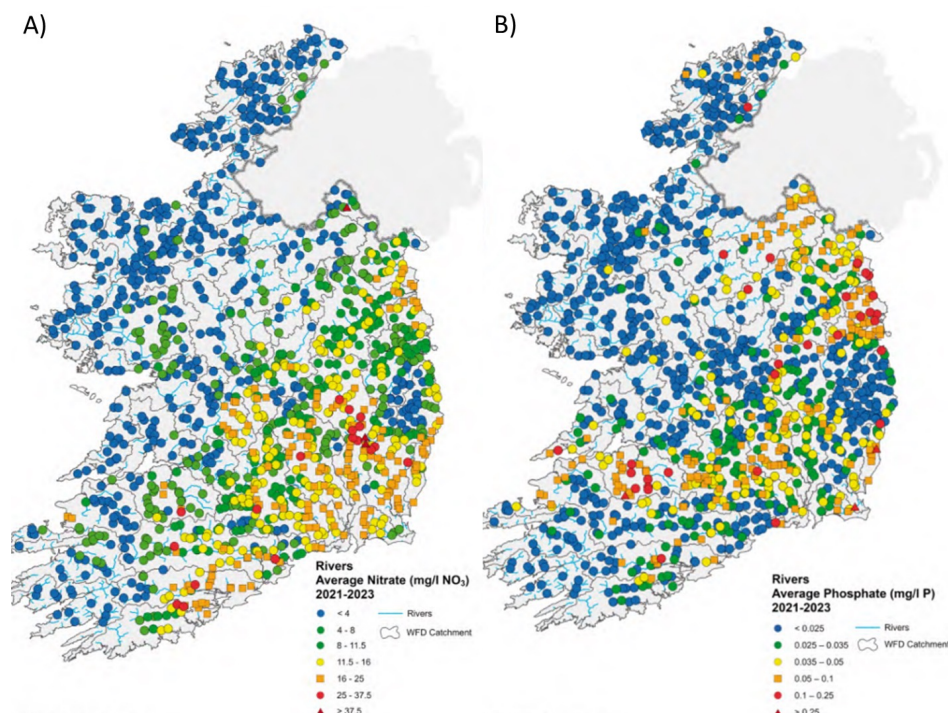 A)
B)
Rivers
Average Nitrate (mg/l NO₃)
2021-2023
< 4
4 - 8
8 - 11.5
11.5 - 16
16 - 25
25 - 37.5
> 37.5
Rivers
WFD Catchment
Rivers
Average Phosphate (mg/l P)
2021-2023
< 0.025
0.025 – 0.035
0.035 – 0.05
0.05 – 0.1
0.1 – 0.25
> 0.25
Rivers
WFD Catchment